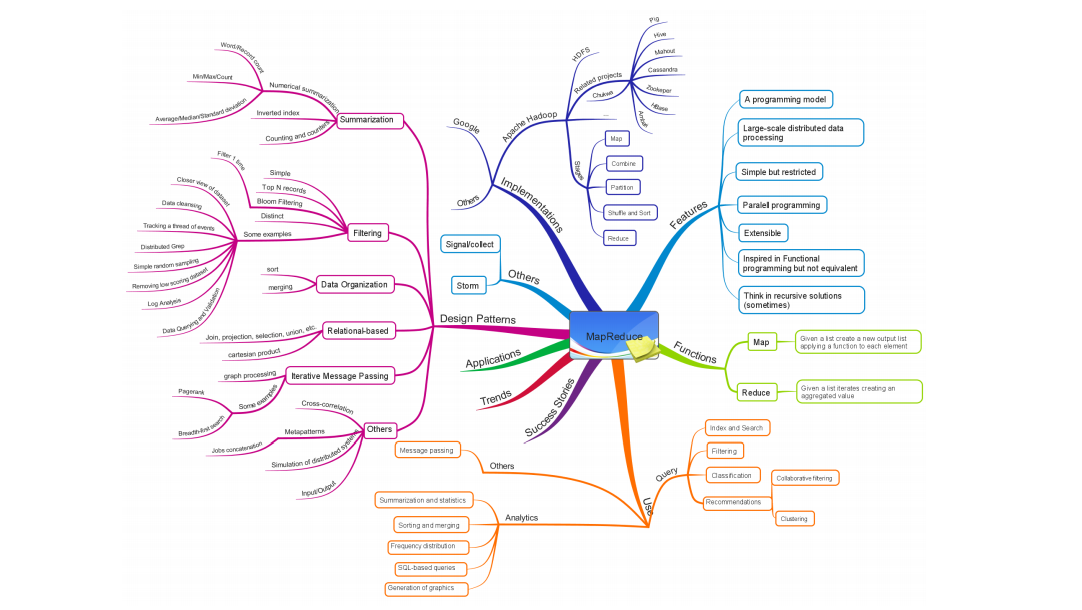 MapReduce
Features
A programming model
Large-scale distributed data
processing
Simple but restricted
Paralell programming
Extensible
Inspired in Functional
programming but not equivalent
Think in recursive solutions
(sometimes)
Functions
Map
Given a list create a new output list
applying a function to each element
Reduce
Given a list iterates creating an
aggregated value
Use
Query
Index and Search
Filtering
Classification
Recommendations
Collaborative filtering
Clustering
Analytics
Summarization and statistics
Sorting and merging
Frequency distribution
SQL-based queries
Generation of graphics
Others
Message passing
Success Stories
Trends
Applications
Design Patterns
Summarization
Numerical summarization
Word/Record count
Min/Max/Count
Average/Median/Standard deviation
Inverted index
Counting and counters
Filtering
Simple
Top N records
Bloom Filtering
Filter 1 time
Distinct
Some examples
Closer view of dataset
Data cleansing
Tracking a thread of events
Distributed Grep
Simple random sampling
Removing low scoring dataset
Log Analysis
Data Querying and Validation
Data Organization
sort
merging
Relational-based
Join, projection, selection, union, etc.
cartesian product
Iterative Message Passing
graph processing
Some examples
Pagerank
Breadth-first search
Others
Cross-correlation
Metapatterns
Jobs concatenation
Simulation of distributed systems
Input/Output
Others
Signal/collect
Storm
Implementations
Google
Others
Apache Hadoop
HDFS
Related projects
Pig
Hive
Mahout
Cassandra
Zookeper
HBase
Chukwa
...
Stages
Map
Combine
Partition
Shuffle and Sort
Reduce